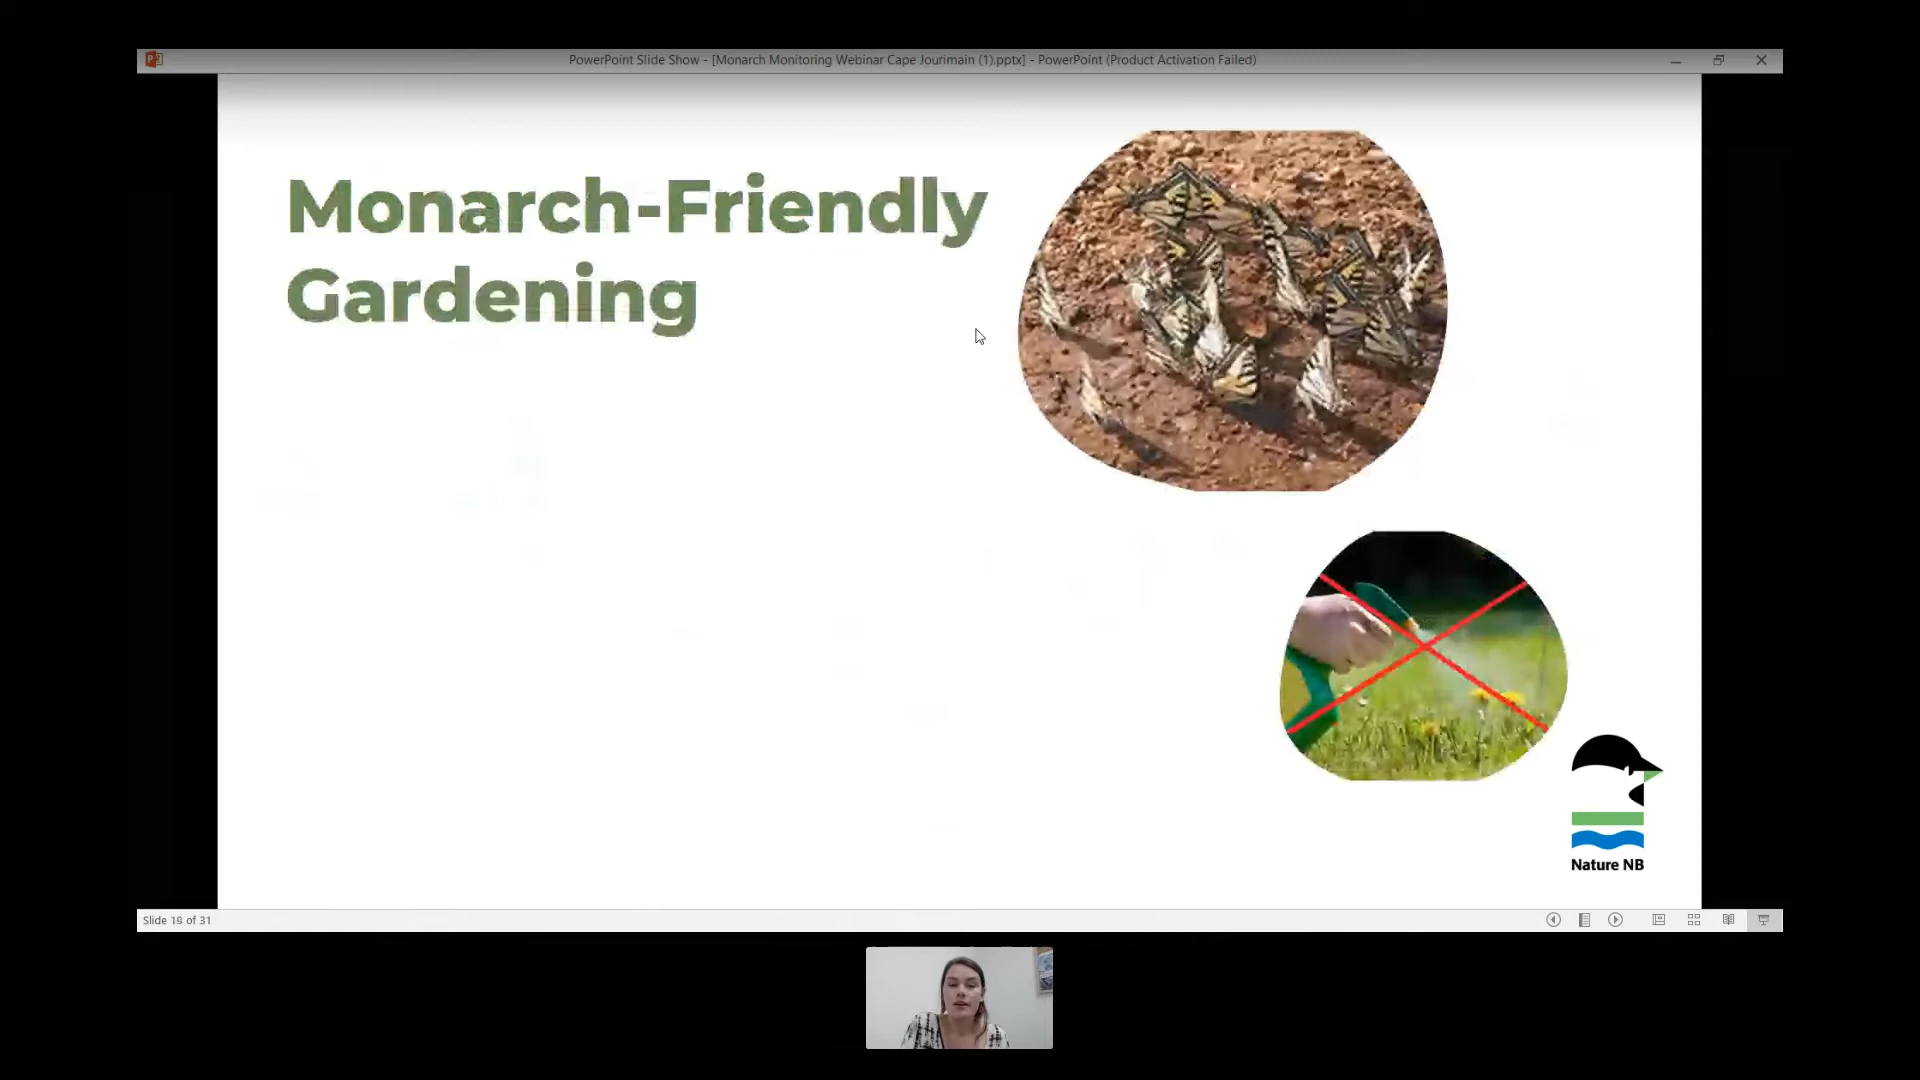 PowerPoint Slide Show - [Monarch Monitoring Webinar Cape Jourimain (1).pptx] - PowerPoint (Product Activation Failed)
Monarch-Friendly
Gardening
Nature NB
Slide 18 of 31